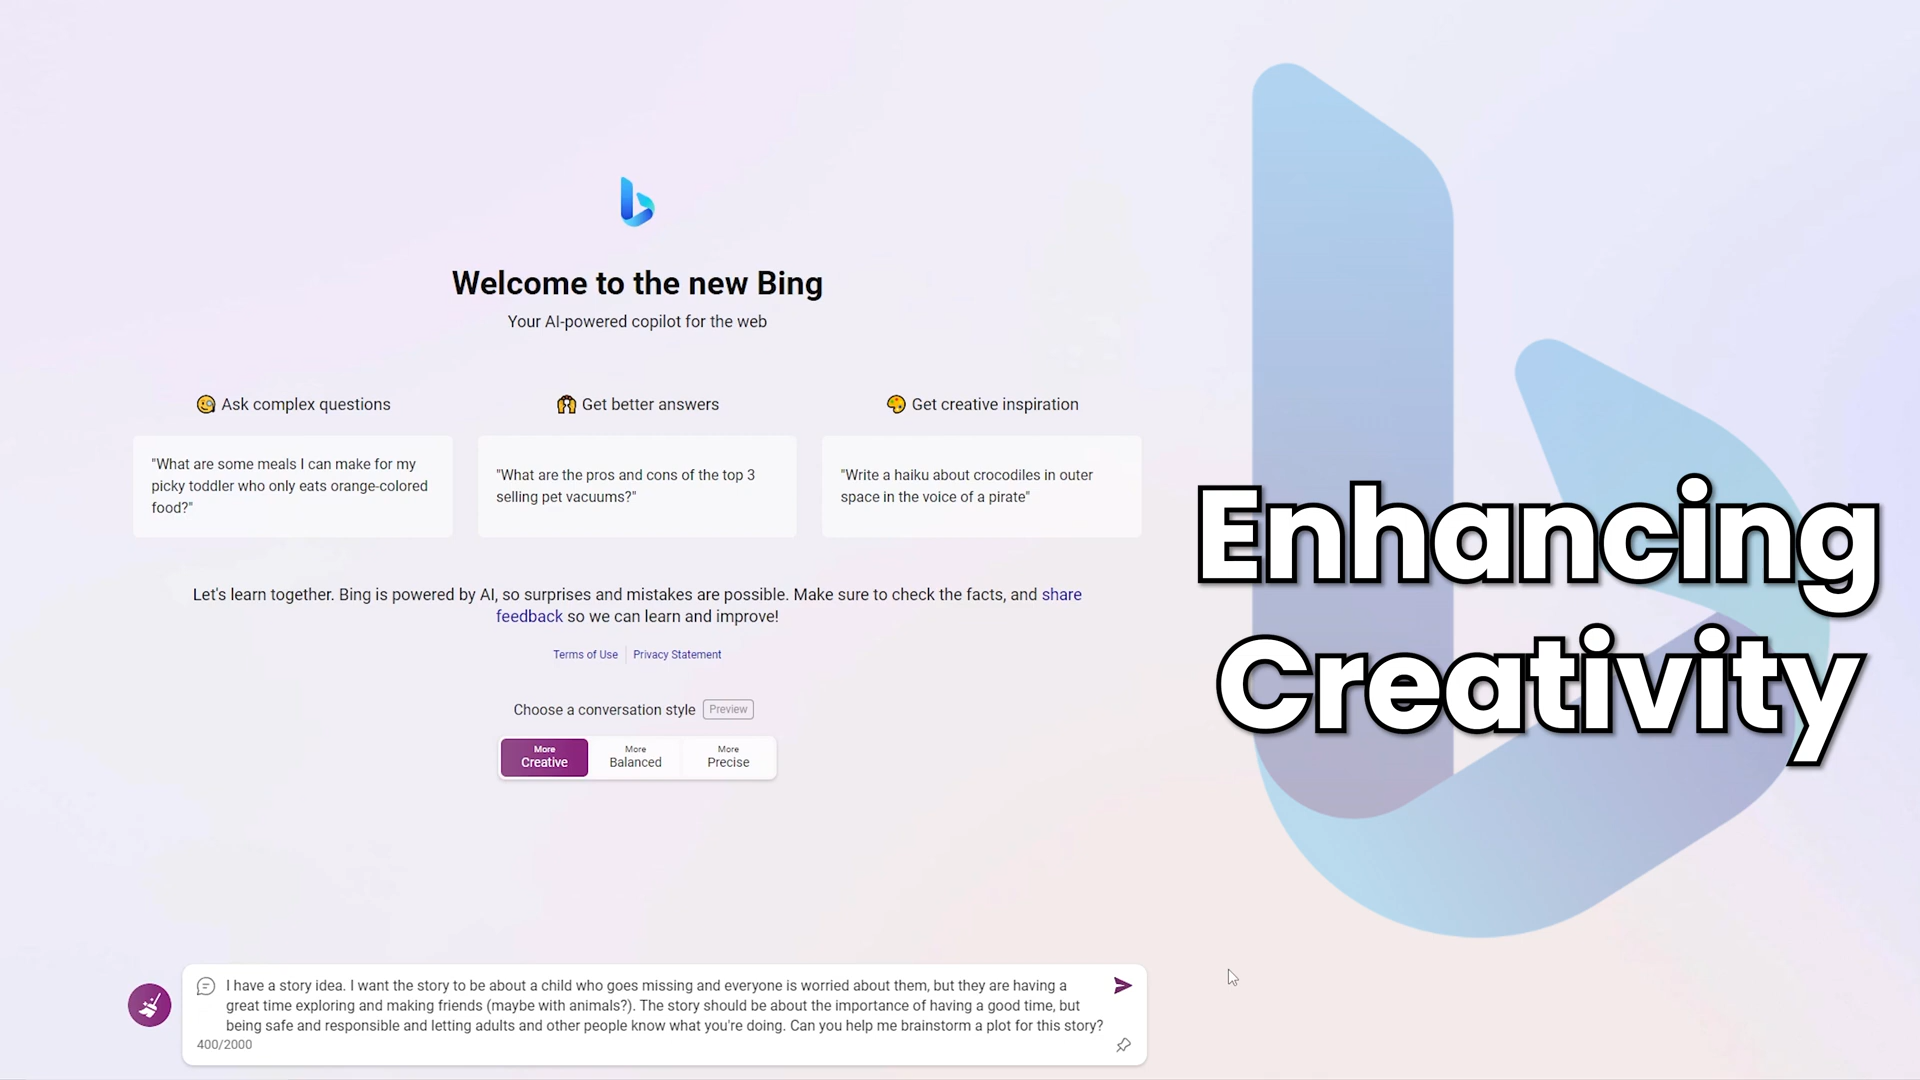 Welcome to the new Bing
Your AI-powered copilot for the web
Ask complex questions
"What are some meals I can make for my
picky toddler who only eats orange-colored
food?"
Get better answers
"What are the pros and cons of the top 3
selling pet vacuums?"
Get creative inspiration
"Write a haiku about crocodiles in outer
space in the voice of a pirate"
Let's learn together. Bing is powered by AI, so surprises and mistakes are possible. Make sure to check the facts, and share
feedback so we can learn and improve!
Terms of Use Privacy Statement
Choose a conversation style Preview
More
Creative
More
Balanced
More
Precise
I have a story idea. I want the story to be about a child who goes missing and everyone is worried about them, but they are having a
great time exploring and making friends (maybe with animals?). The story should be about the importance of having a good time, but
being safe and responsible and letting adults and other people know what you're doing. Can you help me brainstorm a plot for this story?
400/2000
Enhancing
Creativity